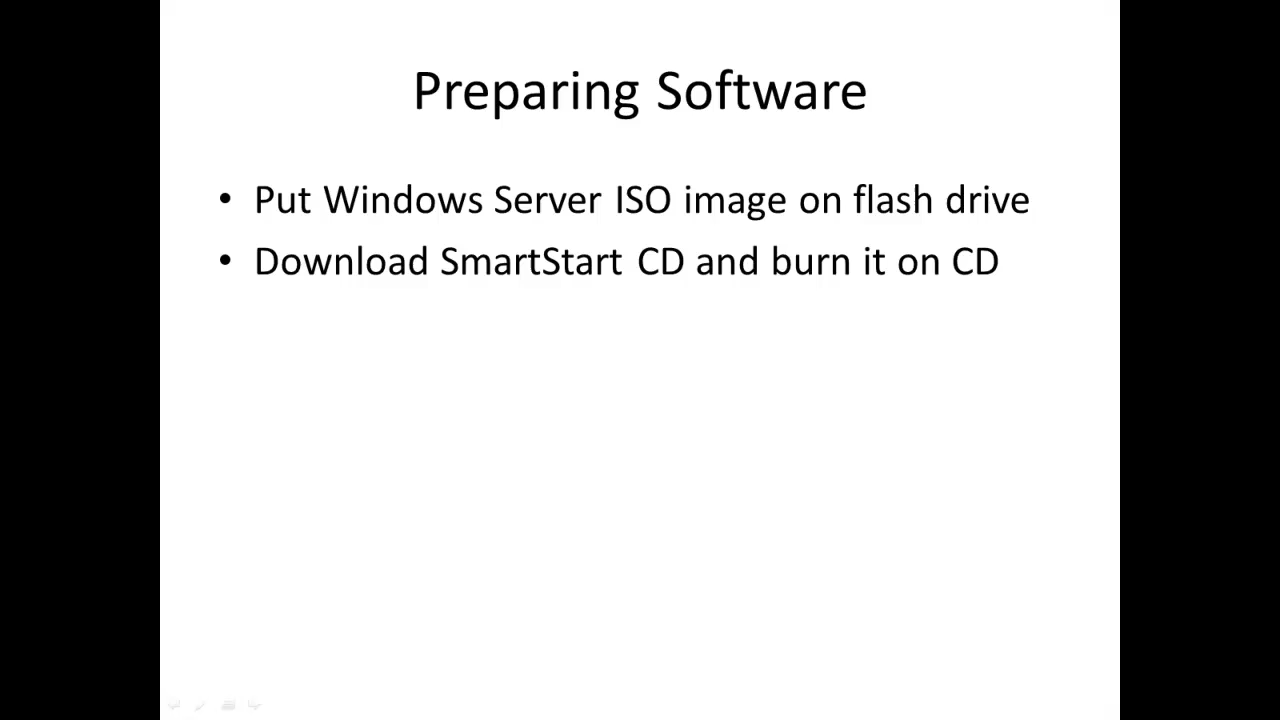 Preparing Software
• Put Windows Server ISO image on flash drive
• Download SmartStart CD and burn it on CD